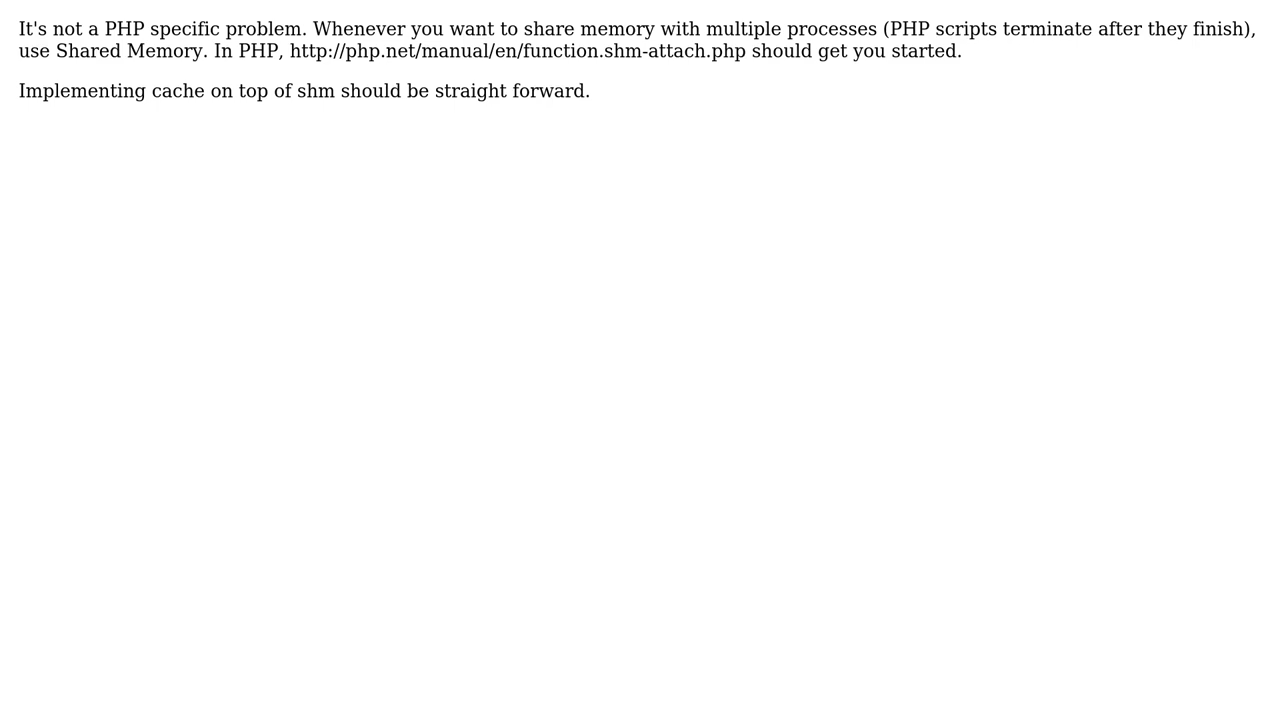 It's not a PHP specific problem. Whenever you want to share memory with multiple processes (PHP scripts terminate after they finish),
use Shared Memory. In PHP, http://php.net/manual/en/function.shm-attach.php should get you started.
Implementing cache on top of shm should be straight forward.